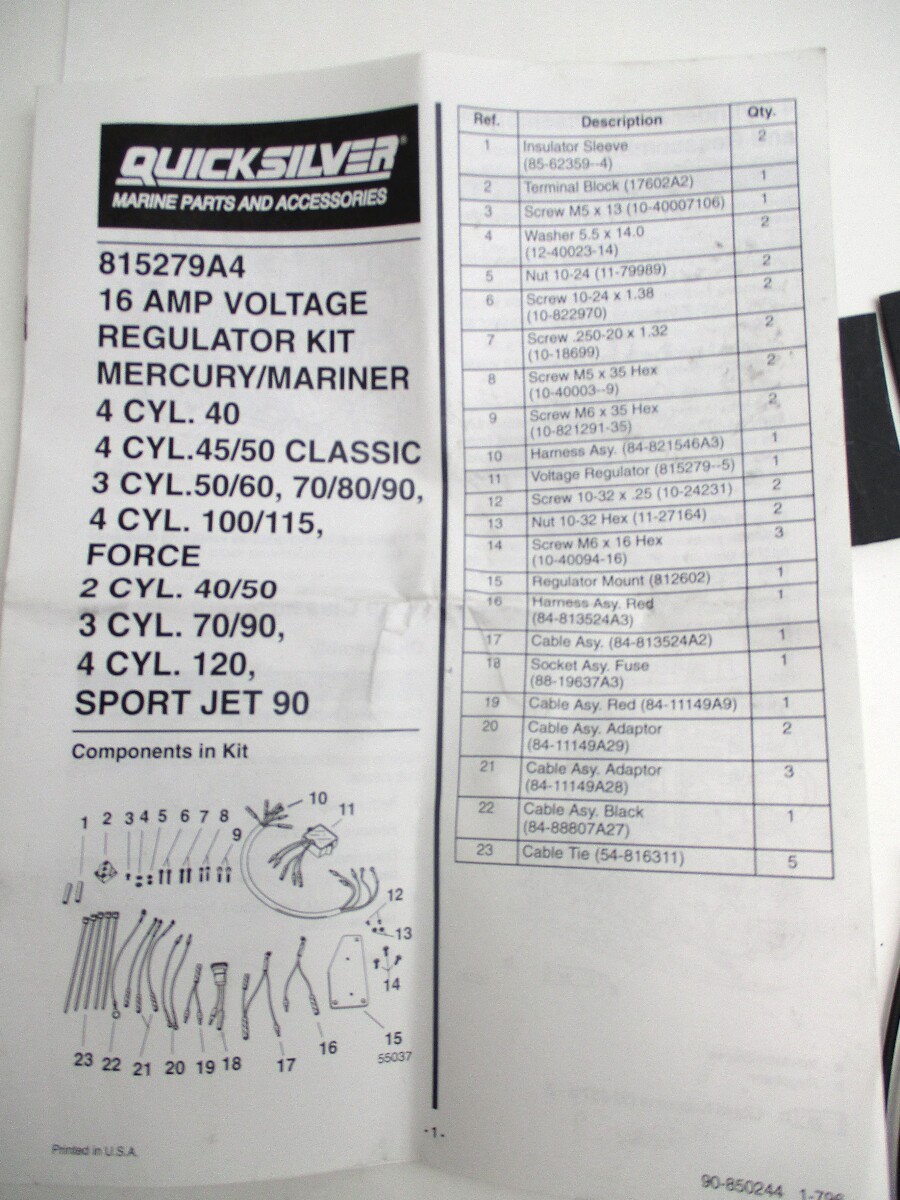 QUICKSILVER®
MARINE PARTS AND ACCESSORIES
815279A4
16 AMP VOLTAGE
REGULATOR KIT
MERCURY/MARINER
4 CYL. 40
4 CYL.45/50 CLASSIC
3 CYL.50/60, 70/80/90,
4 CYL. 100/115,
FORCE
2 CYL. 40/50
3 CYL. 70/90,
4 CYL. 120,
SPORT JET 90
Components in Kit
1 2 3 4 5 6 7 8
9
10
11
12
13
14
15
55037
23 22 21 20 19 18 17 16
Printed in U.S.A.
Ref. Description Qty.
1 Insulator Sleeve 2
(85-62359--4)
2 Terminal Block (17602A2) 1
3 Screw M5 x 13 (10-40007106) 1
4 Washer 5.5 x 14.0 2
(12-40023-14)
5 Nut 10-24 (11-79989) 2
6 Screw 10-24 x 1.38 2
(10-822970)
7 Screw .250-20 x 1.32 2
(10-18699)
8 Screw M5 x 35 Hex 2
(10-40003--9)
9 Screw M6 x 35 Hex 2
(10-821291-35)
10 Harness Asy. (84-821546A3) 1
11 Voltage Regulator (815279--5) 1
12 Screw 10-32 x .25 (10-24231) 2
13 Nut 10-32 Hex (11-27164) 2
14 Screw M6 x 16 Hex 3
(10-40094-16)
15 Regulator Mount (812602) 1
16 Harness Asy. Red 1
(84-813524A3)
17 Cable Asy. (84-813524A2) 1
18 Socket Asy. Fuse 1
(88-19637A3)
19 Cable Asy. Red (84-11149A9) 1
20 Cable Asy. Adaptor 2
(84-11149A29)
21 Cable Asy. Adaptor 3
(84-11149A28)
22 Cable Asy. Black 1
(84-88807A27)
23 Cable Tie (54-816311) 5
-1-
90-850244 1-796